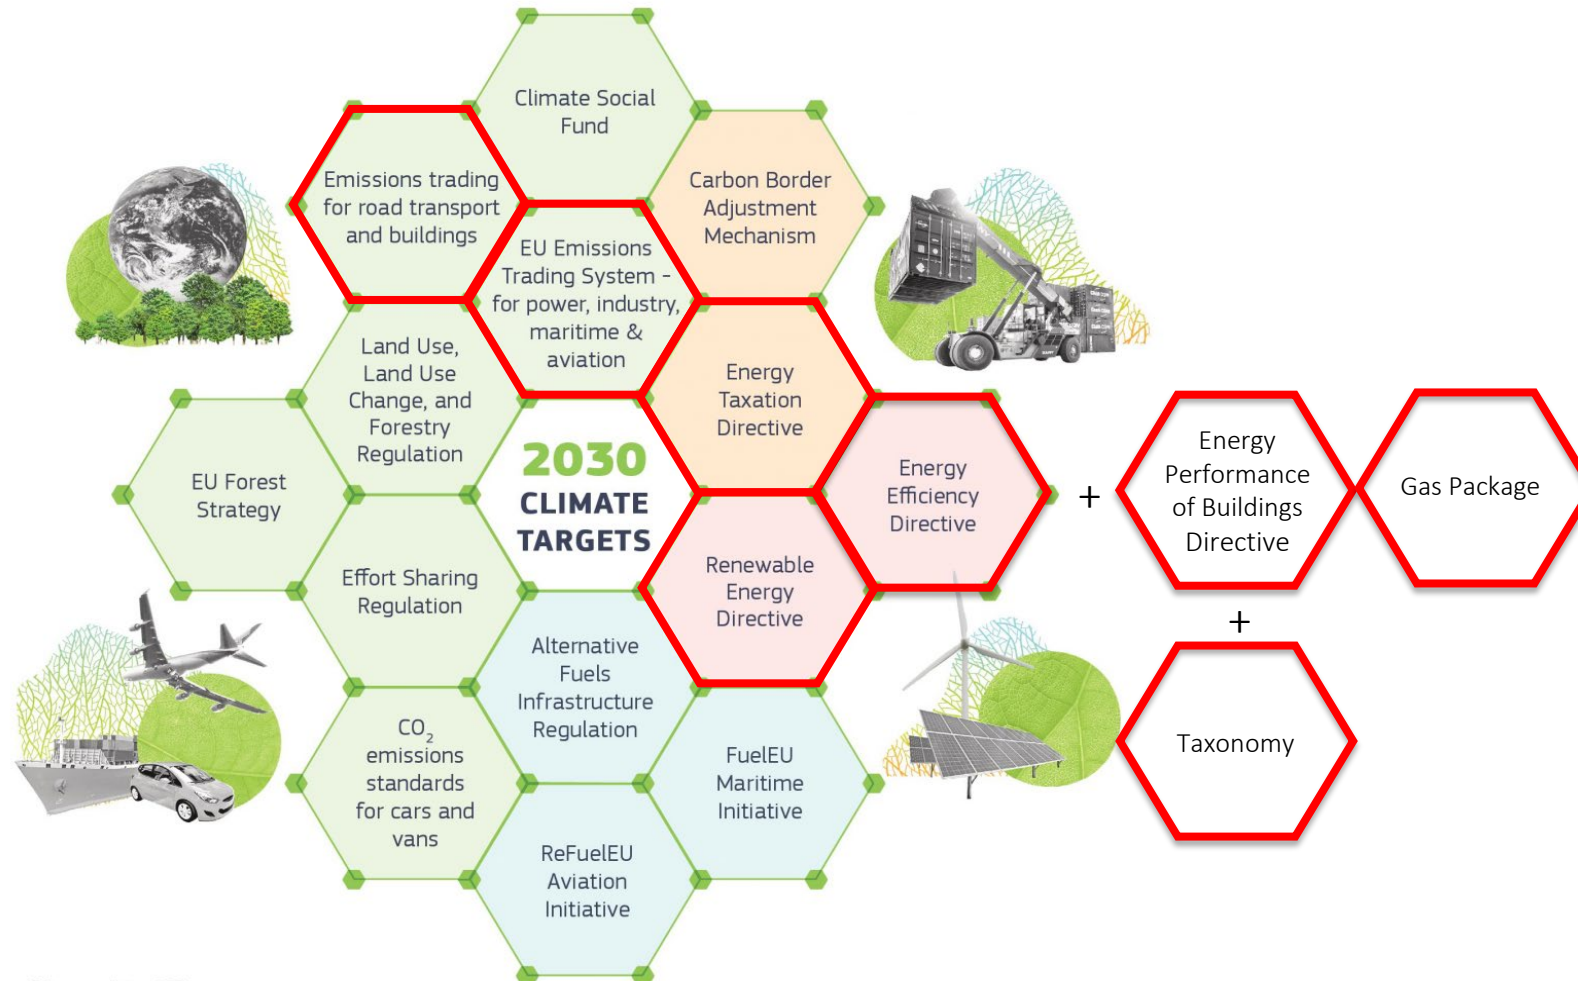 Climate Social
Fund
Emissions trading
for road transport
and buildings
Carbon Border
Adjustment
Mechanism
EU Emissions
Trading System -
for power, industry,
maritime &
aviation
Land Use,
Land Use
Change, and
Forestry
Regulation
Energy
Taxation
Directive
EU Forest
Strategy
2030
CLIMATE
TARGETS
Energy
Efficiency
Directive
+
Energy
Performance
of Buildings
Directive
Gas Package
Effort Sharing
Regulation
Renewable
Energy
Directive
+
Alternative
Fuels
Infrastructure
Regulation
Taxonomy
CO₂
emissions
standards
for cars and
vans
FuelEU
Maritime
Initiative
ReFuelEU
Aviation
Initiative